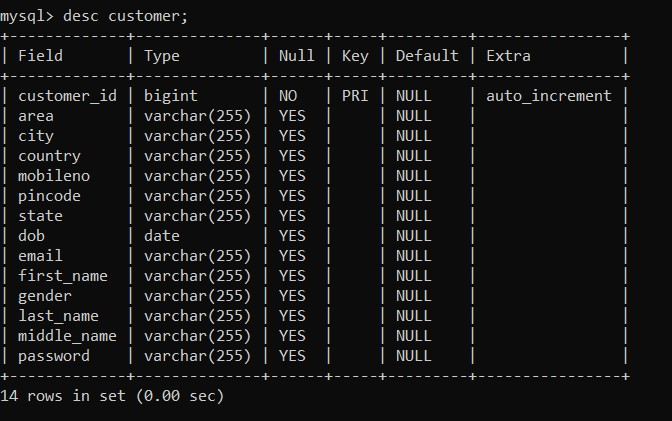 mysql> desc customer;
+-------------+--------------+------+-----+---------+----------------+
| Field       | Type         | Null | Key | Default | Extra          |
+-------------+--------------+------+-----+---------+----------------+
| customer_id | bigint       | NO   | PRI | NULL    | auto_increment |
| area        | varchar(255) | YES  |     | NULL    |                |
| city        | varchar(255) | YES  |     | NULL    |                |
| country     | varchar(255) | YES  |     | NULL    |                |
| mobileno    | varchar(255) | YES  |     | NULL    |                |
| pincode     | varchar(255) | YES  |     | NULL    |                |
| state       | varchar(255) | YES  |     | NULL    |                |
| dob         | date         | YES  |     | NULL    |                |
| email       | varchar(255) | YES  |     | NULL    |                |
| first_name  | varchar(255) | YES  |     | NULL    |                |
| gender      | varchar(255) | YES  |     | NULL    |                |
| last_name   | varchar(255) | YES  |     | NULL    |                |
| middle_name | varchar(255) | YES  |     | NULL    |                |
| password    | varchar(255) | YES  |     | NULL    |                |
+-------------+--------------+------+-----+---------+----------------+
14 rows in set (0.00 sec)